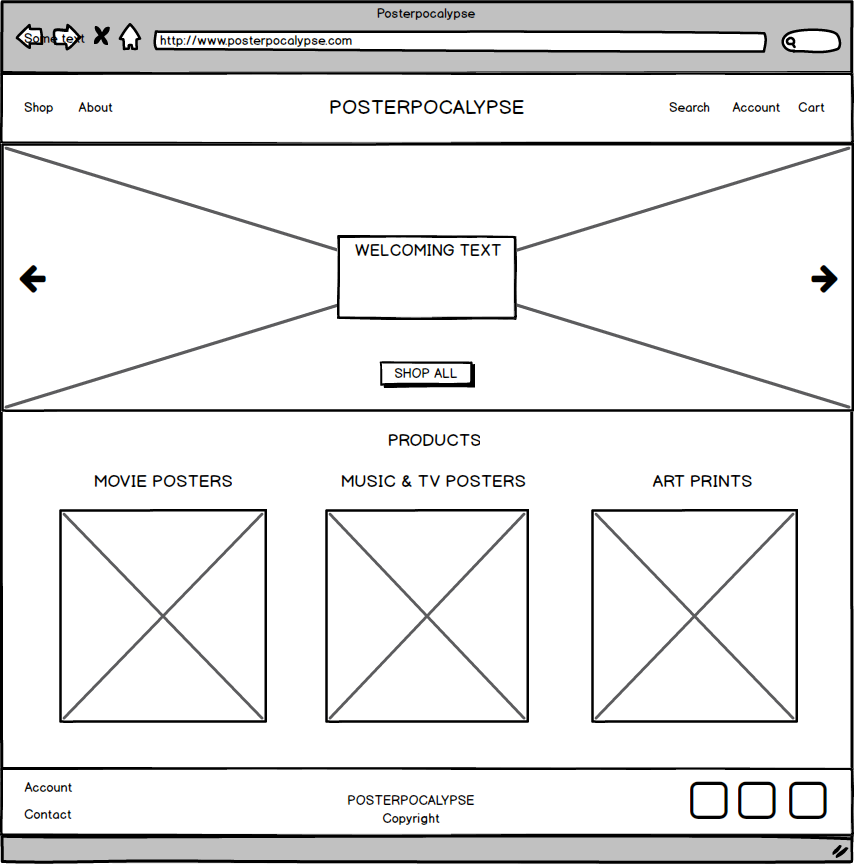 Posterpocalypse
Some text
http://www.posterpocalypse.com
Shop About POSTERPOCALYPSE Search Account Cart
WELCOMING TEXT
SHOP ALL
PRODUCTS
MOVIE POSTERS MUSIC & TV POSTERS ART PRINTS
Account
POSTERPOCALYPSE
Contact
Copyright